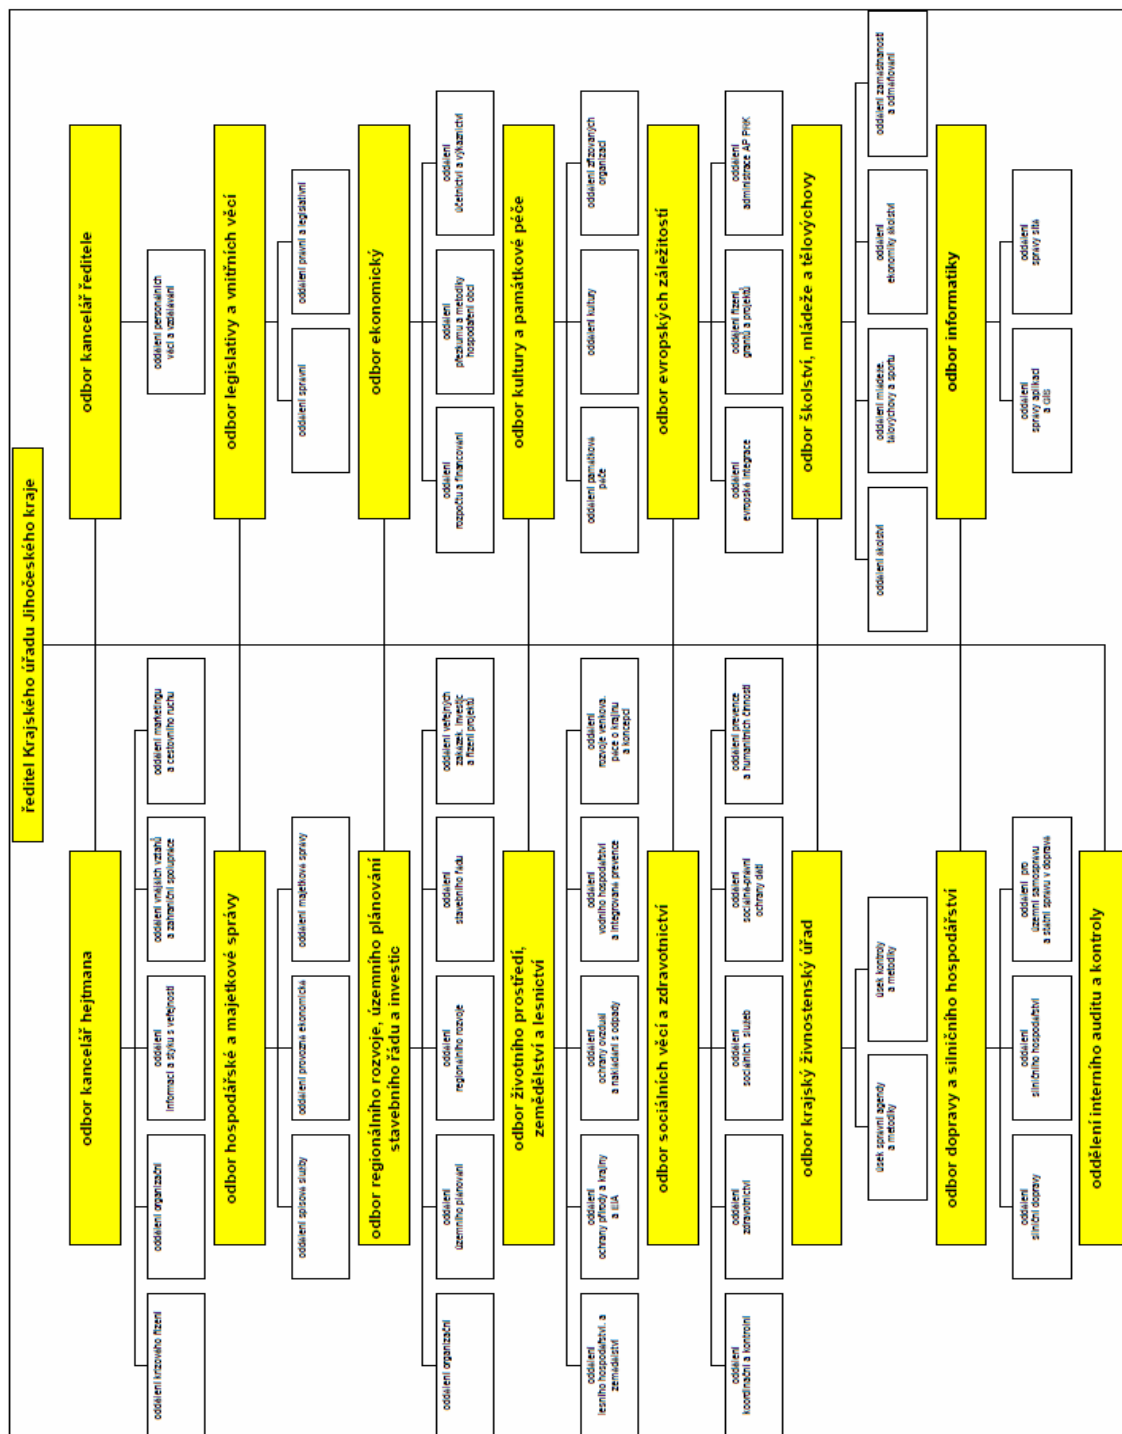 ředitel Krajského úřadu Jihočeského kraje
odbor kancelář hejtmana
oddělení krizového řízení
oddělení organizační
oddělení
informací a styku s veřejností
oddělení vnějších vztahů
a zahraniční spolupráce
oddělení marketingu
a cestovního ruchu
odbor kancelář ředitele
oddělení personálních
věcí a vzdělávání
odbor hospodářské a majetkové správy
oddělení spisové služby
oddělení provozně ekonomické
oddělení majetkové správy
odbor legislativy a vnitřních věcí
oddělení správní
oddělení právní a legislativní
odbor regionálního rozvoje, územního plánování
stavebního řádu a investic
oddělení organizační
oddělení
územního plánování
oddělení
regionálního rozvoje
oddělení
stavebního řádu
oddělení veřejných
zakázek, investic
a řízení projektů
odbor ekonomický
oddělení
rozpočtu a financování
oddělení
přezkumu a metodiky
hospodaření obcí
oddělení
účetnictví a výkaznictví
odbor životního prostředí,
zemědělství a lesnictví
oddělení
lesního hospodářství, a
zemědělství
oddělení
ochrany přírody a krajiny
a EIA
oddělení
ochrany ovzduší
a nakládání s odpady
oddělení
vodního hospodářství
a integrované prevence
oddělení
rozvoje venkova,
péče o krajinu
a koncepcí
odbor kultury a památkové péče
oddělení památkové
péče
oddělení kultury
oddělení zřizovaných
organizací
odbor sociálních věcí a zdravotnictví
oddělení
koordinační a kontrolní
oddělení
zdravotnictví
oddělení
sociálních služeb
oddělení
sociálně-právní
ochrany dětí
oddělení prevence
a humanitních činností
odbor evropských záležitostí
oddělení
evropské integrace
oddělení řízení
grantů a projektů
oddělení
administrace AP PRK
odbor krajský živnostenský úřad
úsek správní agendy
a metodiky
úsek kontroly
a metodiky
odbor školství, mládeže a tělovýchovy
oddělení školství
oddělení mládeže,
tělovýchovy a sportu
oddělení
ekonomiky školství
oddělení zaměstnanosti
a odměňování
odbor dopravy a silničního hospodářství
oddělení
silniční dopravy
oddělení
silničního hospodářství
oddělení pro
územní samosprávu
a státní správu v dopravě
odbor informatiky
oddělení
správy aplikací
a GIS
oddělení
správy sítě
oddělení interního auditu a kontroly